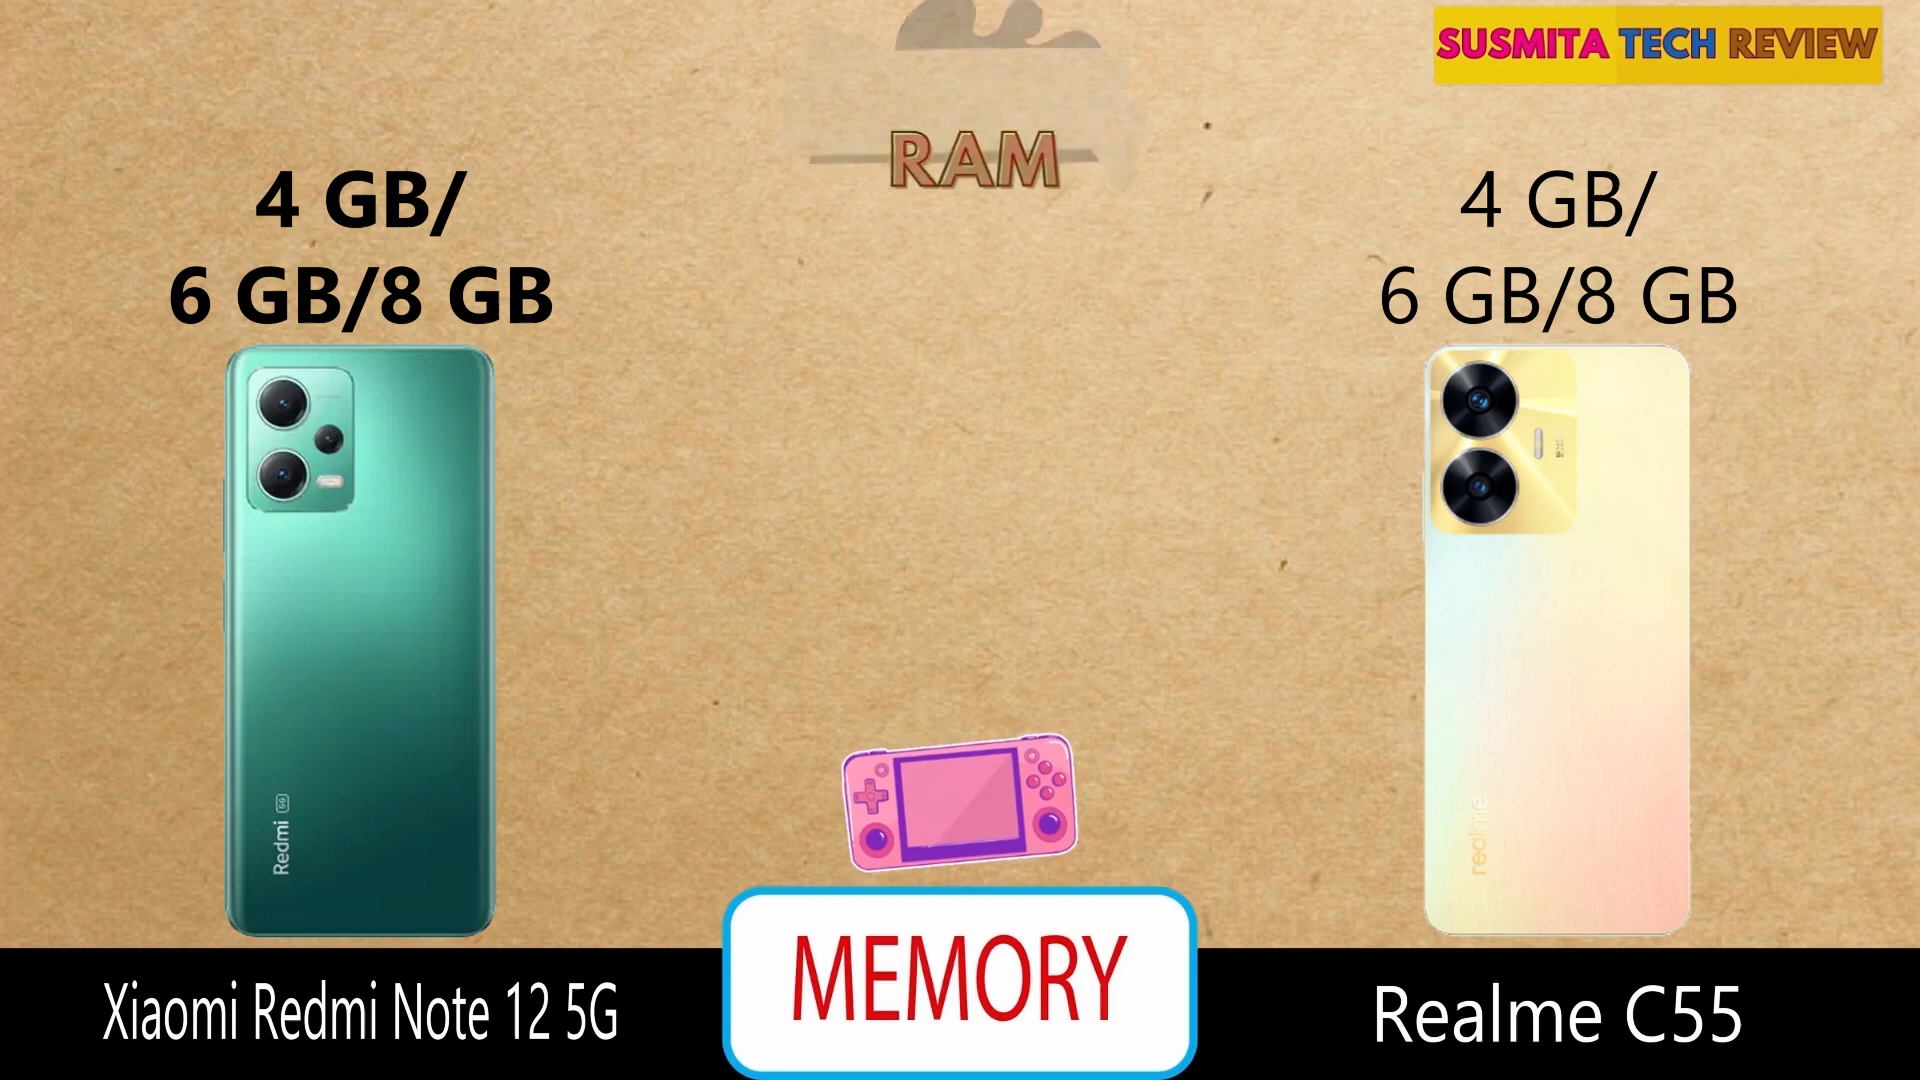 SUSMITA TECH REVIEW
RAM
4 GB/
6 GB/8 GB
4 GB/
6 GB/8 GB
Redmi 5G
realme
MEMORY
Xiaomi Redmi Note 12 5G
Realme C55